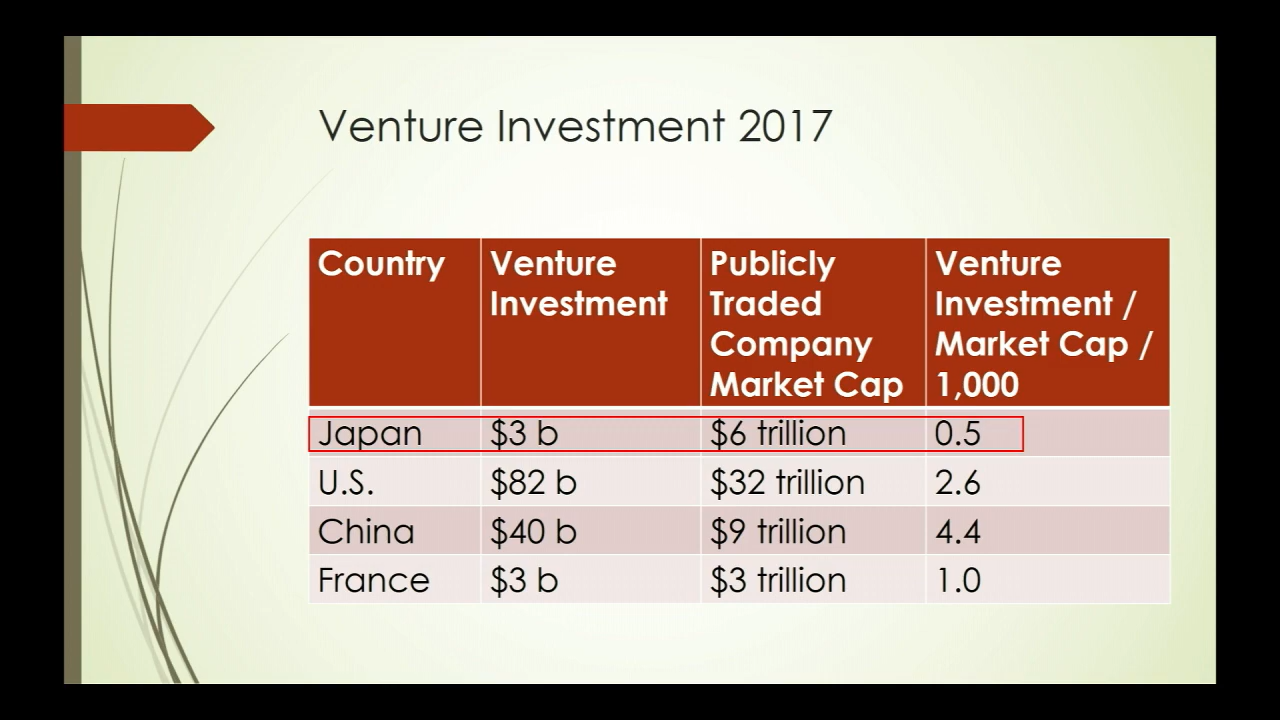 Venture Investment 2017
Country
Venture
Investment
Publicly
Traded
Company
Market Cap
Venture
Investment /
Market Cap /
1,000
Japan $3 b $6 trillion 0.5
U.S. $82 b $32 trillion 2.6
China $40 b $9 trillion 4.4
France $3 b $3 trillion 1.0